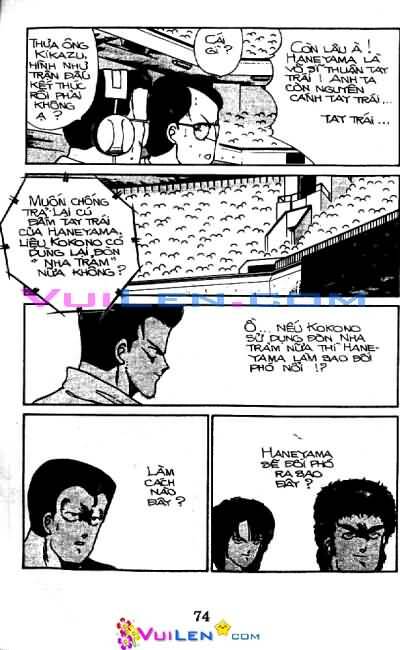 THƯA ÔNG
KIKAZU,
HÌNH NHƯ
TRẬN ĐẤU
KẾT THÚC
RỒI PHẢI
KHÔNG
Ạ?
CÁI
GÌ?
CÒN LÂU À!
HANEYAMA LÀ
VÕ SĨ THUẬN TAY
TRÁI! ANH TA
CÒN NGUYÊN
CÁNH TAY TRÁI...
TAY TRÁI...
MUỐN CHỐNG
TRẢ LẠI CÚ
ĐẤM TAY TRÁI
CỦA HANEYAMA,
LIỆU KOKONO CÓ
DÙNG LẠI ĐÒN
"NHA TRẢM"
NỮA KHÔNG?
VUILEN.COM
Ồ... NẾU KOKONO
SỬ DỤNG ĐÒN NHA
TRẢM NỮA THÌ HANE-
YAMA LÀM SAO ĐỐI
PHÓ NỔI!?
LÀM
CÁCH
NÀO
ĐÂY?
HANEYAMA
SẼ ĐỐI PHÓ
RA SAO
ĐÂY?
74
VUILEN.COM